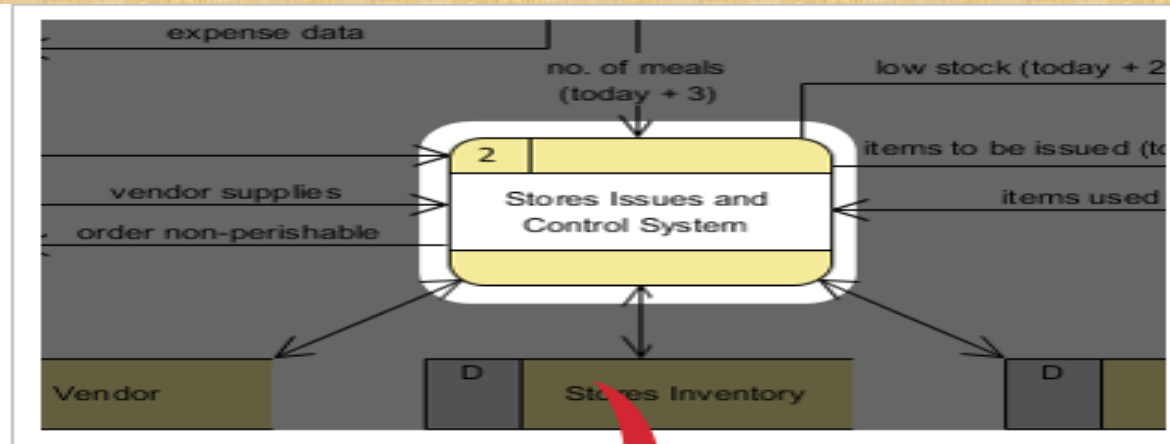 expense data
no. of meals
(today + 3)
low stock (today + 2
2
items to be issued (to
vendor supplies
Stores Issues and
Control System
items used
order non-perishable
Vendor
D
Stores Inventory
D